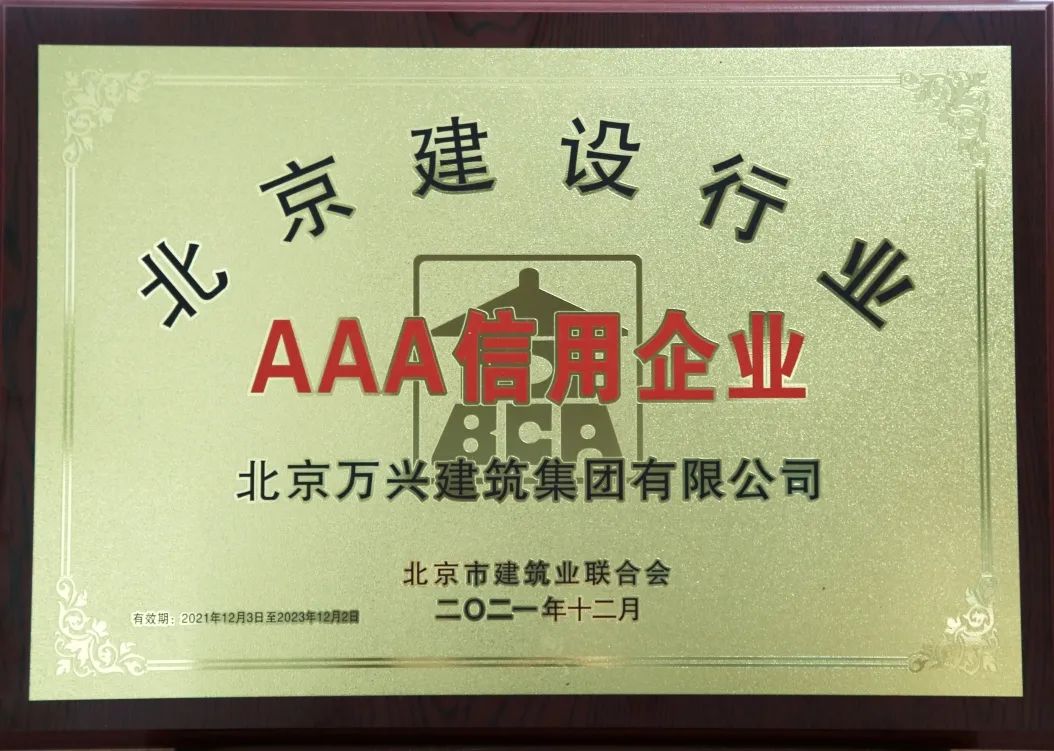 北京建设行业
AAA信用企业
BCA
北京万兴建筑集团有限公司
北京市建筑业联合会
二〇二一年十二月
有效期：2021年12月3日至2023年12月2日